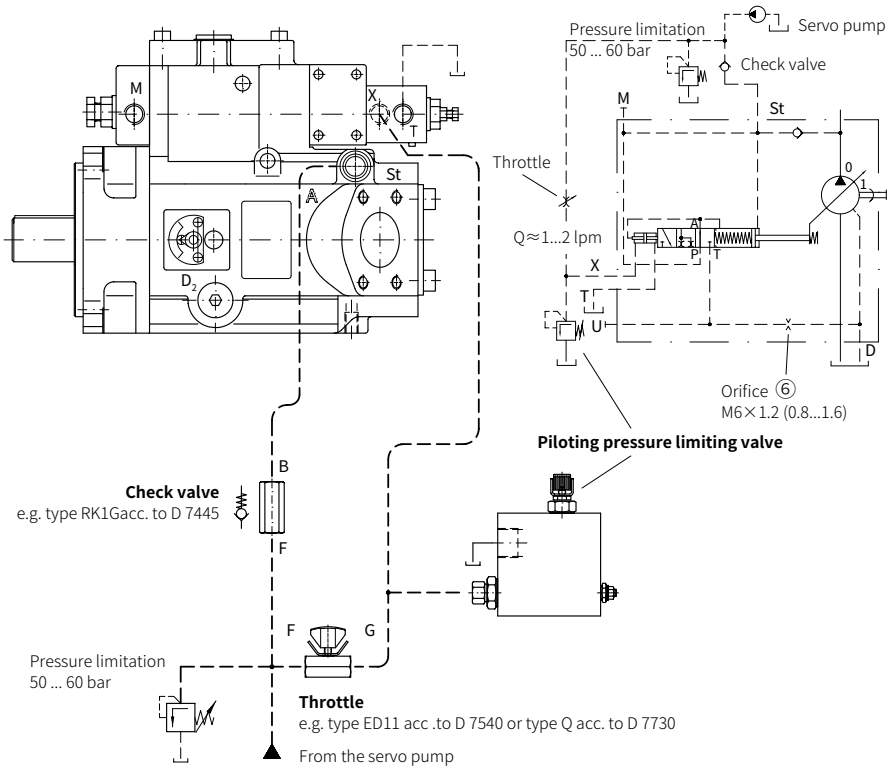 Pressure limitation
50 ... 60 bar
Servo pump
Check valve
M
St
Throttle
0
1
Q≈1...2 lpm
A
P T
X
T
U
D
Orifice ⑥
M6×1.2 (0.8...1.6)
Piloting pressure limiting valve
M
X
T
St
A
D2
B
Check valve
e.g. type RK1Gacc. to D 7445
F
F G
Pressure limitation
50 ... 60 bar
Throttle
e.g. type ED11 acc .to D 7540 or type Q acc. to D 7730
From the servo pump